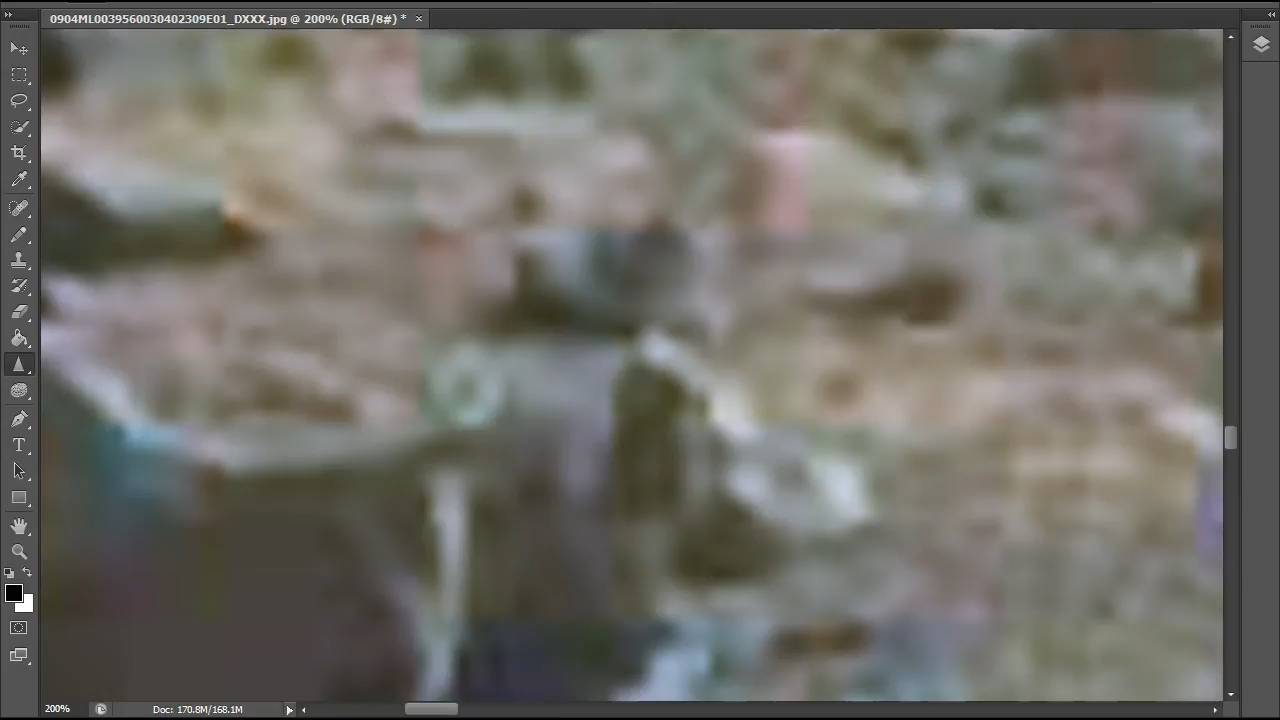 0904ML0039560030402309E01_DXXX.jpg @ 200% (RGB/8#) * ×
T
200% Doc: 170.8M/168.1M